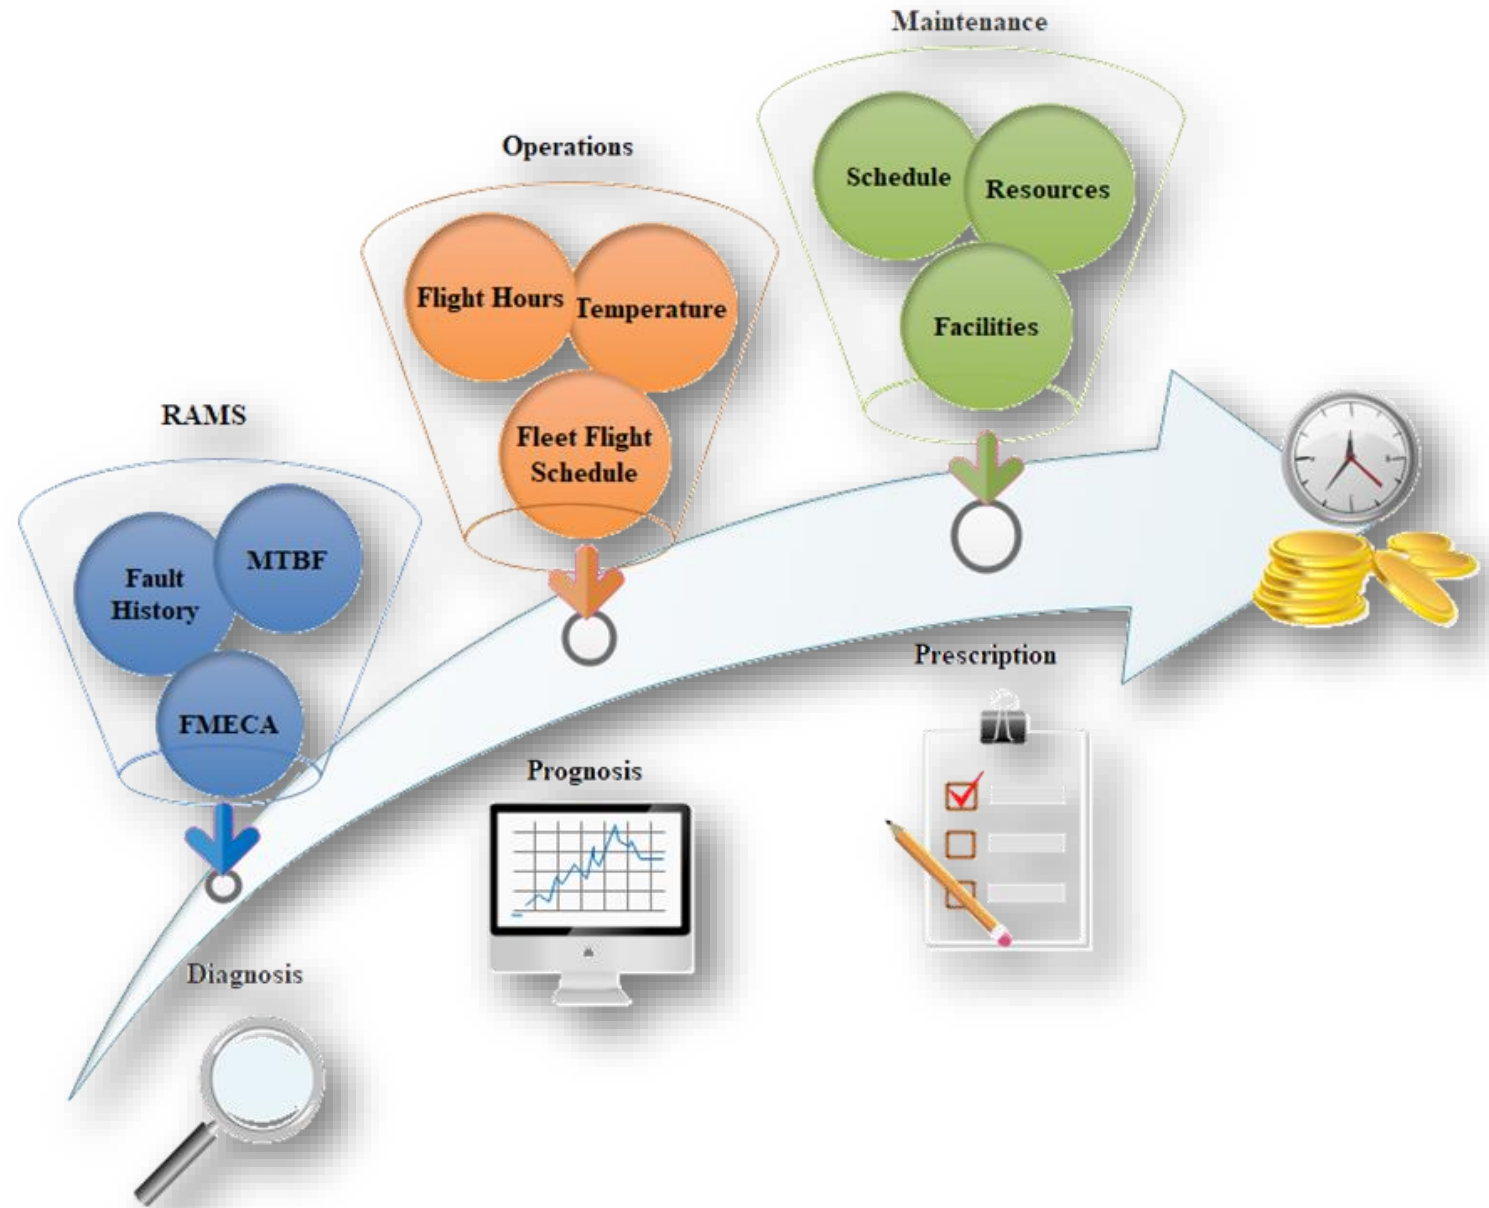 Maintenance
Schedule
Resources
Facilities
Operations
Flight Hours
Temperature
Fleet Flight
Schedule
RAMS
Fault
History
MTBF
FMECA
Prescription
Prognosis
Diagnosis